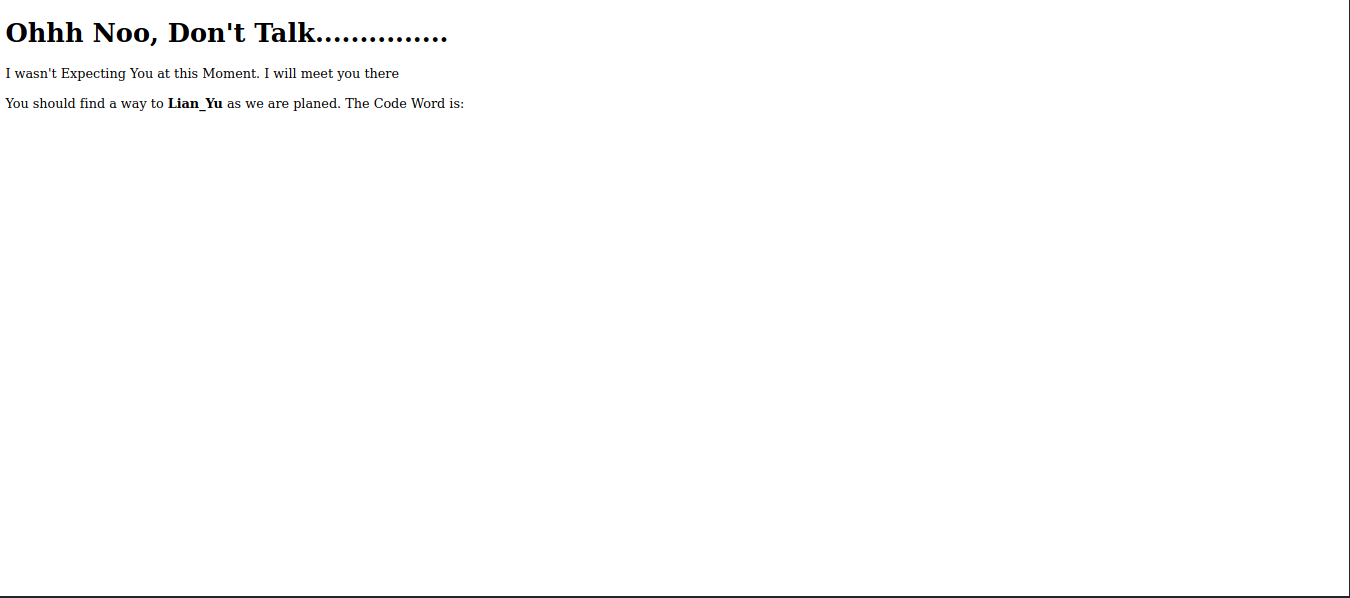 Ohhh Noo, Don't Talk...............
I wasn't Expecting You at this Moment. I will meet you there
You should find a way to Lian_Yu as we are planed. The Code Word is: